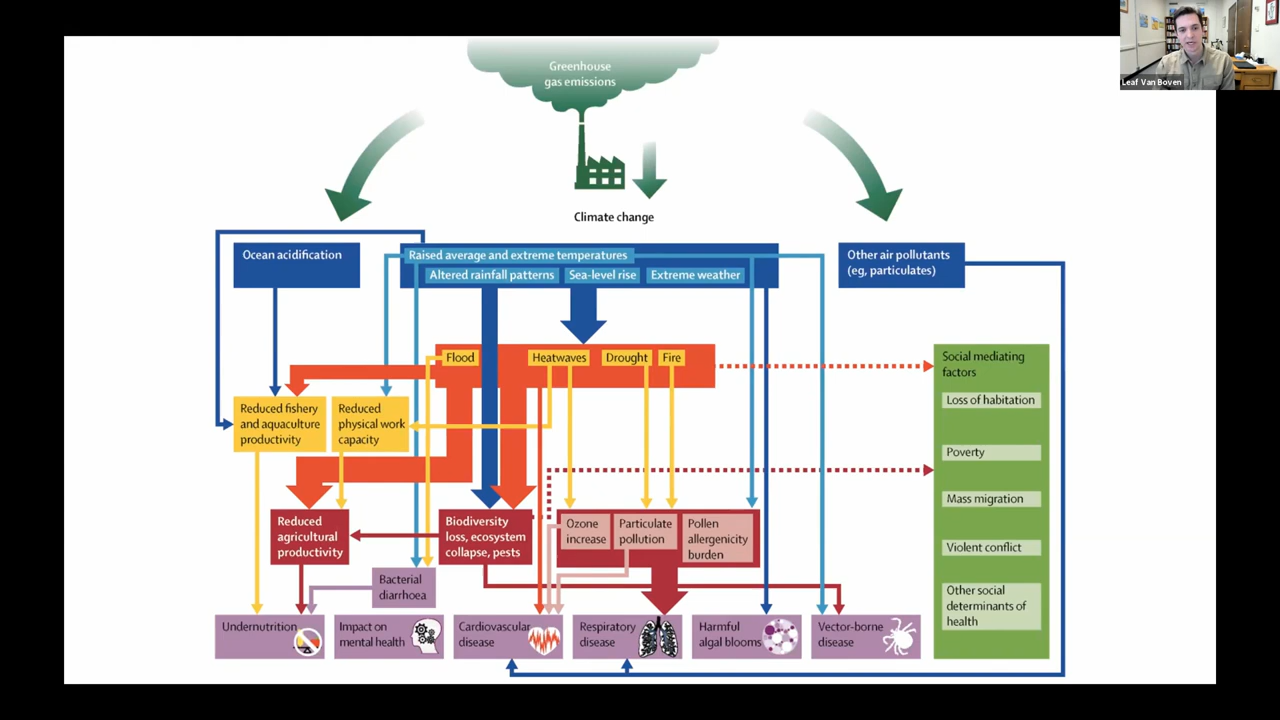 Leaf Van Boven
Greenhouse
gas emissions
Climate change
Ocean acidification
Raised average and extreme temperatures
Altered rainfall patterns
Sea-level rise
Extreme weather
Other air pollutants
(eg, particulates)
Flood
Heatwaves
Drought
Fire
Social mediating
factors
Loss of habitation
Poverty
Mass migration
Violent conflict
Other social
determinants of
health
Reduced fishery
and aquaculture
productivity
Reduced
physical work
capacity
Reduced
agricultural
productivity
Biodiversity
loss, ecosystem
collapse, pests
Ozone
increase
Particulate
pollution
Pollen
allergenicity
burden
Bacterial
diarrhoea
Undernutrition
Impact on
mental health
Cardiovascular
disease
Respiratory
disease
Harmful
algal blooms
Vector-borne
disease